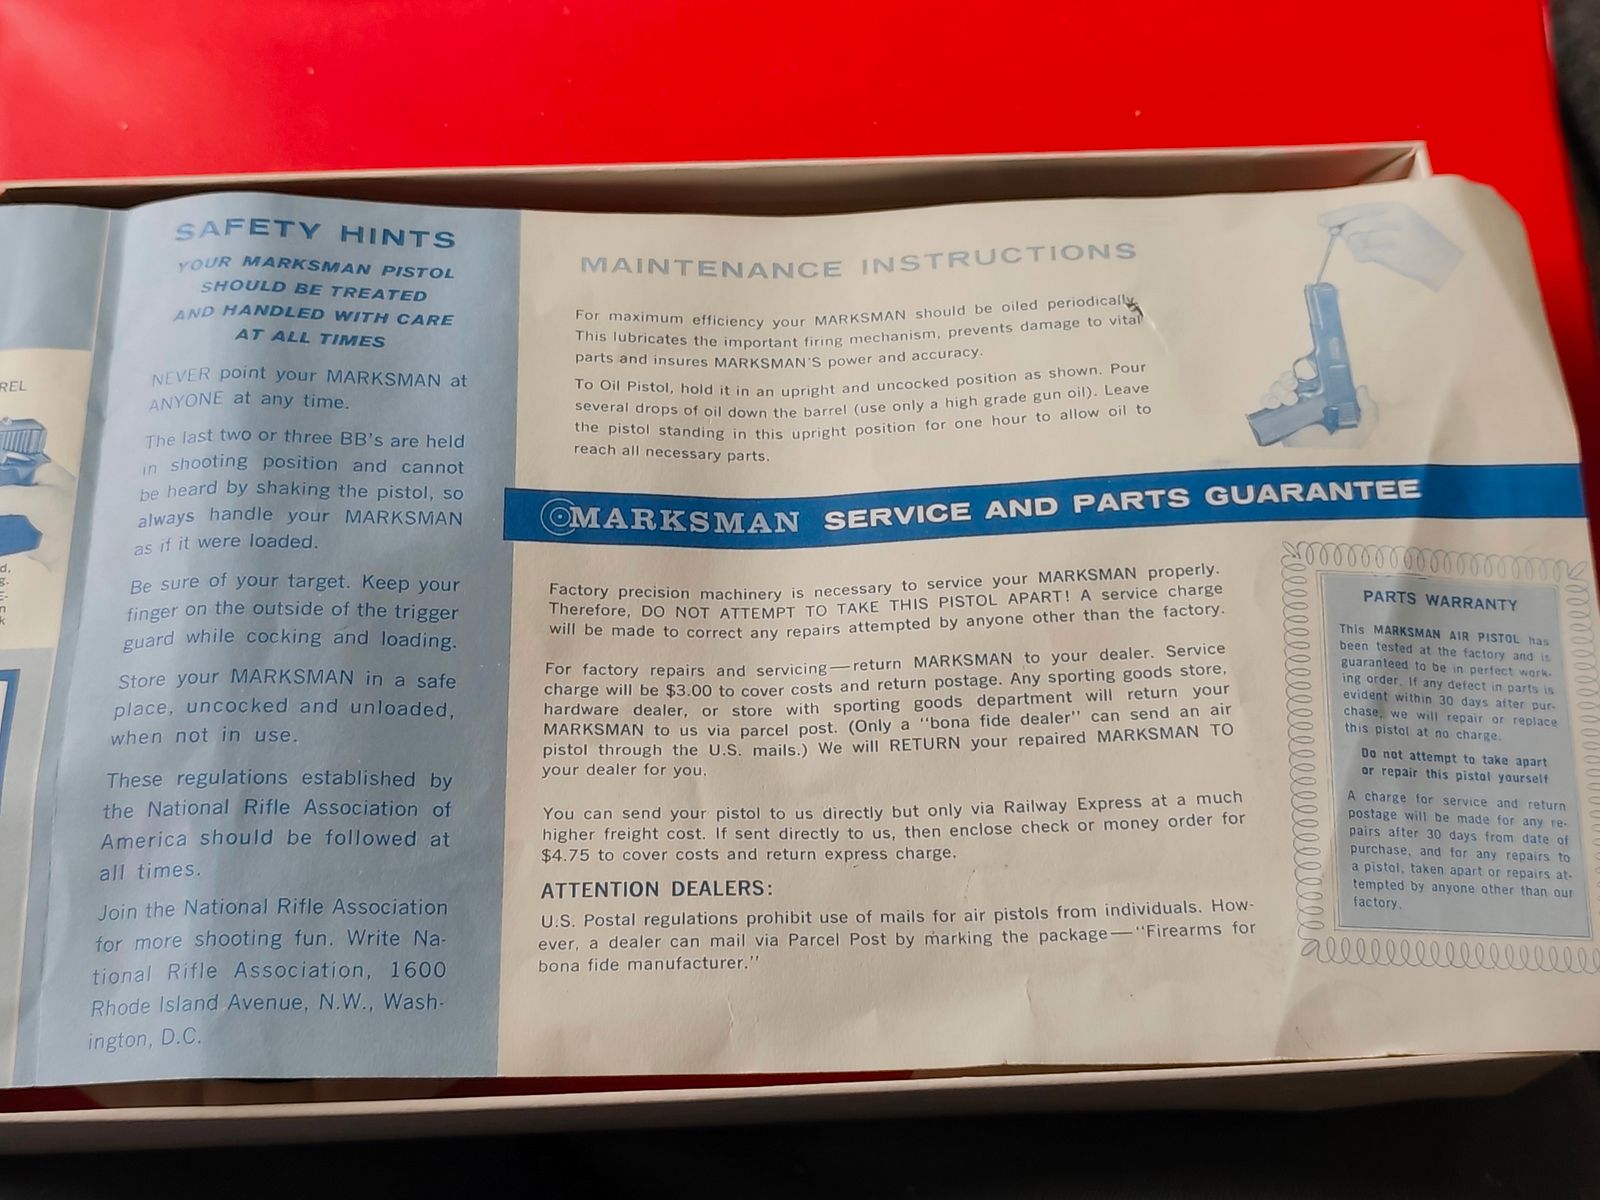 REL
d,
g.
E-
n
k
SAFETY HINTS
YOUR MARKSMAN PISTOL
SHOULD BE TREATED
AND HANDLED WITH CARE
AT ALL TIMES
NEVER point your MARKSMAN at
ANYONE at any time.
The last two or three BB's are held
in shooting position and cannot
be heard by shaking the pistol, so
always handle your MARKSMAN
as if it were loaded.
Be sure of your target. Keep your
finger on the outside of the trigger
guard while cocking and loading.
Store your MARKSMAN in a safe
place, uncocked and unloaded,
when not in use.
These regulations established by
the National Rifle Association of
America should be followed at
all times.
Join the National Rifle Association
for more shooting fun. Write Na-
tional Rifle Association, 1600
Rhode Island Avenue, N.W., Wash-
ington, D.C.
MAINTENANCE INSTRUCTIONS
For maximum efficiency your MARKSMAN should be oiled periodically.
This lubricates the important firing mechanism, prevents damage to vital
parts and insures MARKSMAN'S power and accuracy.
To Oil Pistol, hold it in an upright and uncocked position as shown. Pour
several drops of oil down the barrel (use only a high grade gun oil). Leave
the pistol standing in this upright position for one hour to allow oil to
reach all necessary parts.
MARKSMAN SERVICE AND PARTS GUARANTEE
Factory precision machinery is necessary to service your MARKSMAN properly.
Therefore, DO NOT ATTEMPT TO TAKE THIS PISTOL APART! A service charge
will be made to correct any repairs attempted by anyone other than the factory.
For factory repairs and servicing—return MARKSMAN to your dealer. Service
charge will be $3.00 to cover costs and return postage. Any sporting goods store,
hardware dealer, or store with sporting goods department will return your
MARKSMAN to us via parcel post. (Only a "bona fide dealer" can send an air
pistol through the U.S. mails.) We will RETURN your repaired MARKSMAN TO
your dealer for you.
You can send your pistol to us directly but only via Railway Express at a much
higher freight cost. If sent directly to us, then enclose check or money order for
$4.75 to cover costs and return express charge.
ATTENTION DEALERS:
U.S. Postal regulations prohibit use of mails for air pistols from individuals. How-
ever, a dealer can mail via Parcel Post by marking the package—"Firearms for
bona fide manufacturer."
PARTS WARRANTY
This MARKSMAN AIR PISTOL has
been tested at the factory and is
guaranteed to be in perfect work-
ing order. If any defect in parts is
evident within 30 days after pur-
chase, we will repair or replace
this pistol at no charge.
Do not attempt to take apart
or repair this pistol yourself
A charge for service and return
postage will be made for any re-
pairs after 30 days from date of
purchase, and for any repairs to
a pistol, taken apart or repairs at-
tempted by anyone other than our
factory.